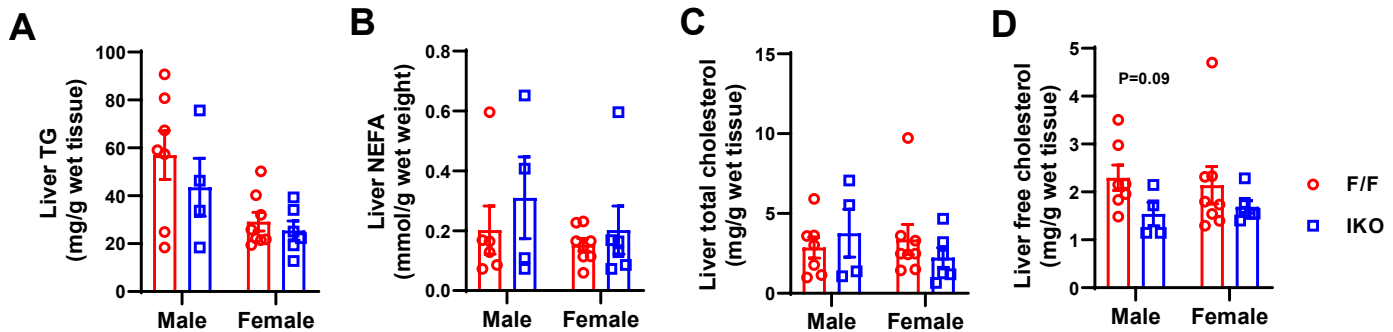 A
Liver TG
(mg/g wet tissue)
100
80
60
40
20
0
Male Female
B
Liver NEFA
(mmol/g wet weight)
0.8
0.6
0.4
0.2
0.0
Male Female
C
Liver total cholesterol
(mg/g wet tissue)
15
10
5
0
Male Female
D
Liver free cholesterol
(mg/g wet tissue)
5
4
3
2
1
0
P=0.09
Male Female
F/F
IKO